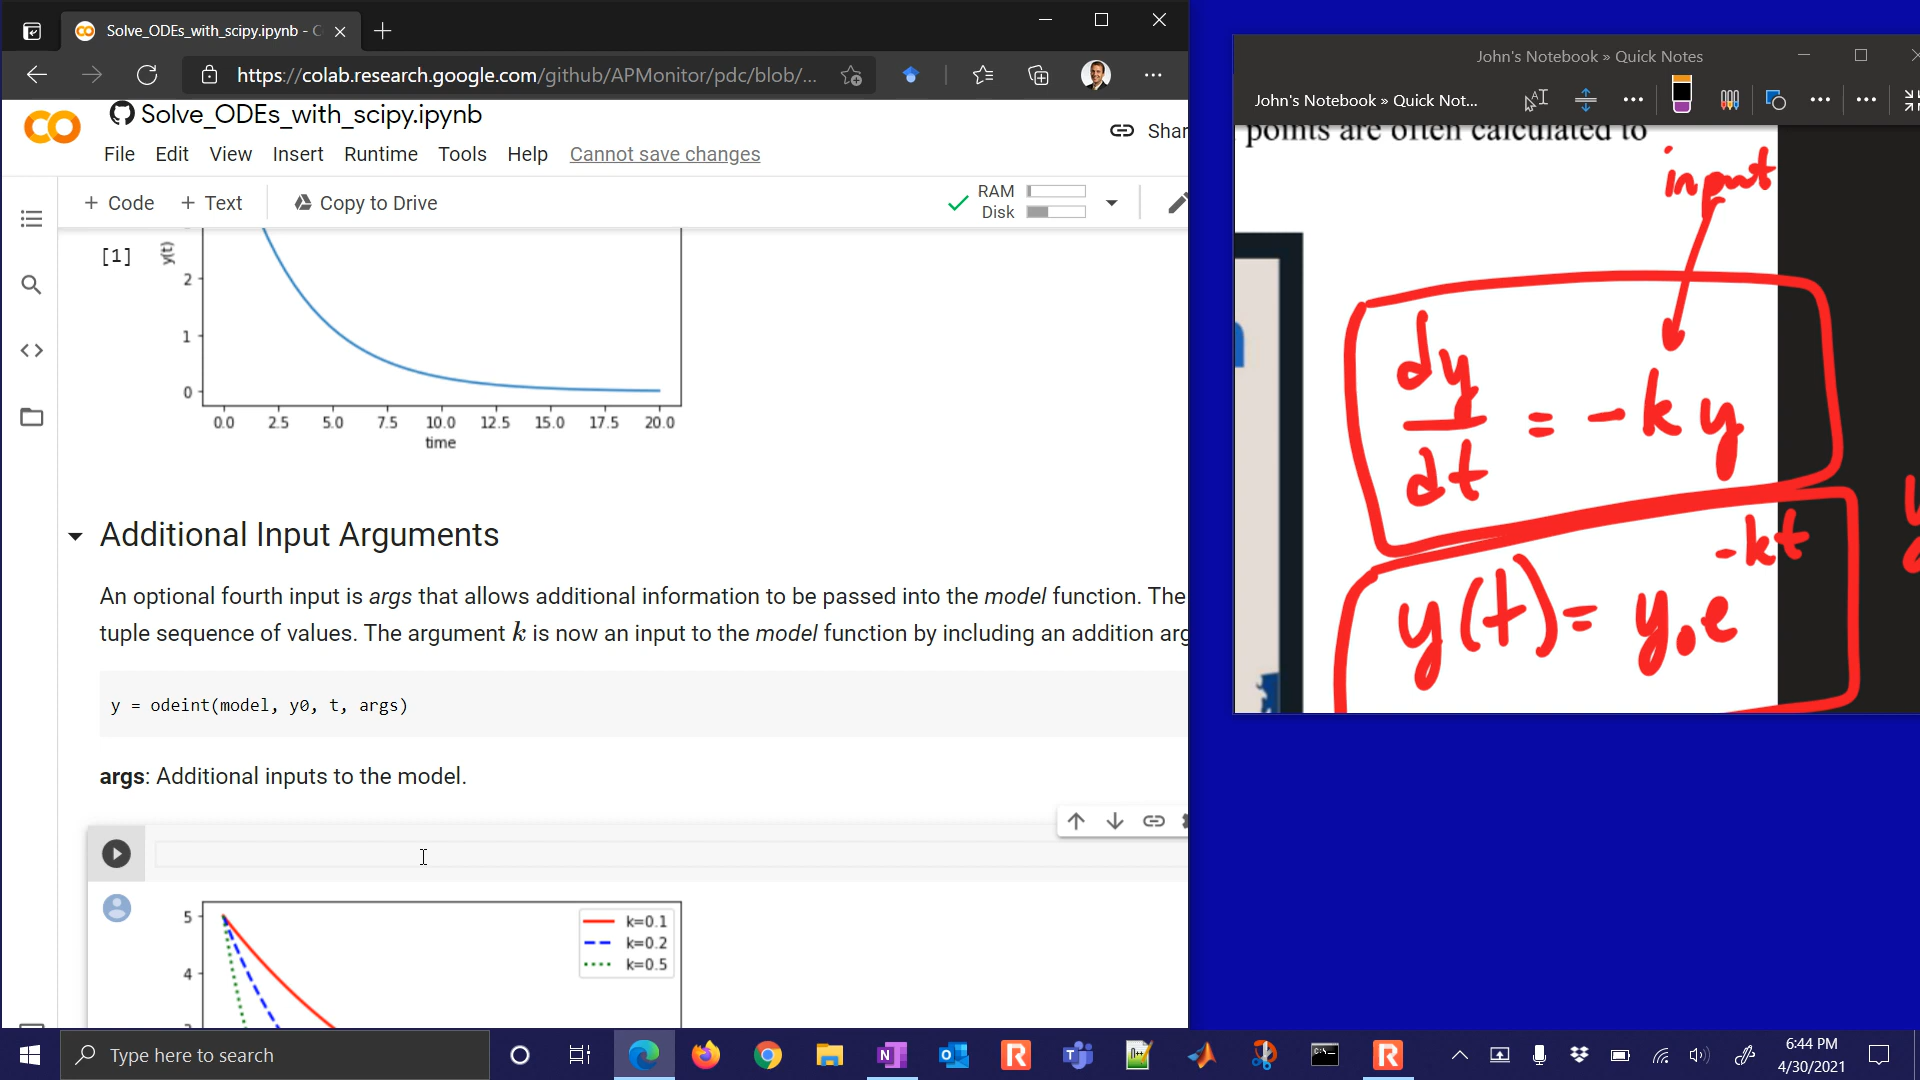 Solve_ODEs_with_scipy.ipynb - C
https://colab.research.google.com/github/APMonitor/pdc/blob/...
Solve_ODEs_with_scipy.ipynb
Shar
File Edit View Insert Runtime Tools Help Cannot save changes
+ Code + Text Copy to Drive
RAM
Disk
[1]
y(t)
2
1
0
0.0 2.5 5.0 7.5 10.0 12.5 15.0 17.5 20.0
time
Additional Input Arguments
An optional fourth input is args that allows additional information to be passed into the model function. The
tuple sequence of values. The argument k is now an input to the model function by including an addition arg
y = odeint(model, y0, t, args)
args: Additional inputs to the model.
5
4
k=0.1
k=0.2
k=0.5
John's Notebook » Quick Notes
John's Notebook » Quick Not...
points are often calculated to
input
dy/dt = -ky
y(t) = y₀e^-kt
Type here to search
6:44 PM
4/30/2021